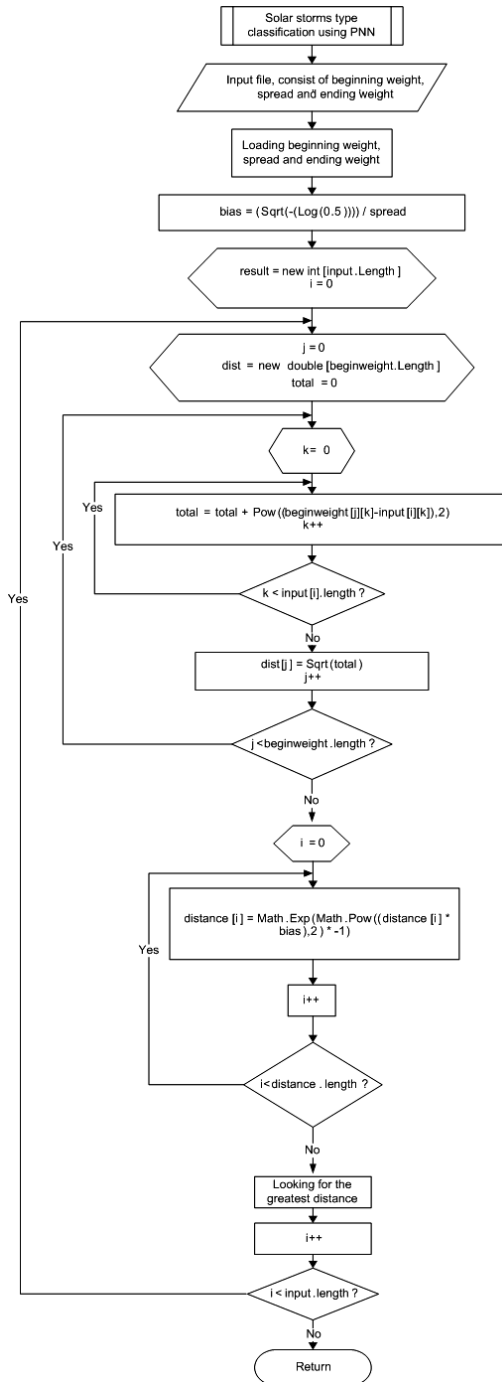 Solar storms type
classification using PNN
Input file, consist of beginning weight,
spread and ending weight
Loading beginning weight,
spread and ending weight
bias = (Sqrt(-(Log(0.5)))) / spread
result = new int [input.Length]
i = 0
j = 0
dist = new double [beginweight.Length]
total = 0
k = 0
Yes
total = total + Pow((beginweight[j][k]-input[i][k]),2)
k++
Yes
Yes
k < input[i].length ?
No
dist[j] = Sqrt(total)
j++
j <beginweight.length ?
No
i = 0
distance [i] = Math.Exp(Math.Pow((distance [i] *
bias),2) * -1)
Yes
i++
i<distance . length ?
No
Looking for the
greatest distance
i++
i < input .length ?
No
Return